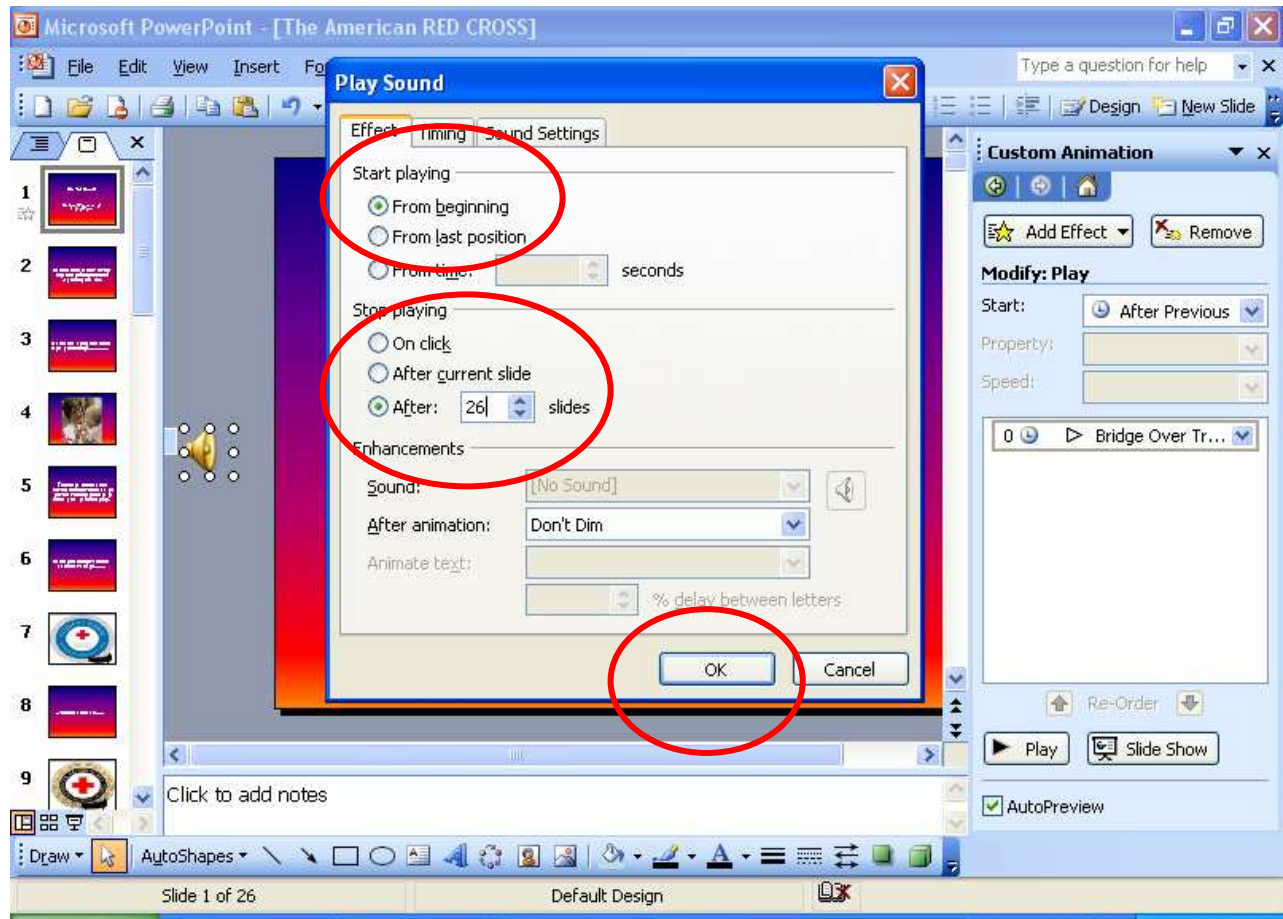 Microsoft PowerPoint - [The American RED CROSS]
File Edit View Insert Fo
Type a question for help
Design New Slide
Play Sound
Effect Timing Sound Settings
Start playing
From beginning
From last position
From time: seconds
Stop playing
On click
After current slide
After: 26 slides
Enhancements
Sound: [No Sound]
After animation: Don't Dim
Animate text:
% delay between letters
OK Cancel
Custom Animation
Add Effect Remove
Modify: Play
Start: After Previous
Property:
Speed:
0 Bridge Over Tr...
Re-Order
Play Slide Show
AutoPreview
1
2
3
4
5
6
7
8
9
Click to add notes
Draw AutoShapes
Slide 1 of 26 Default Design